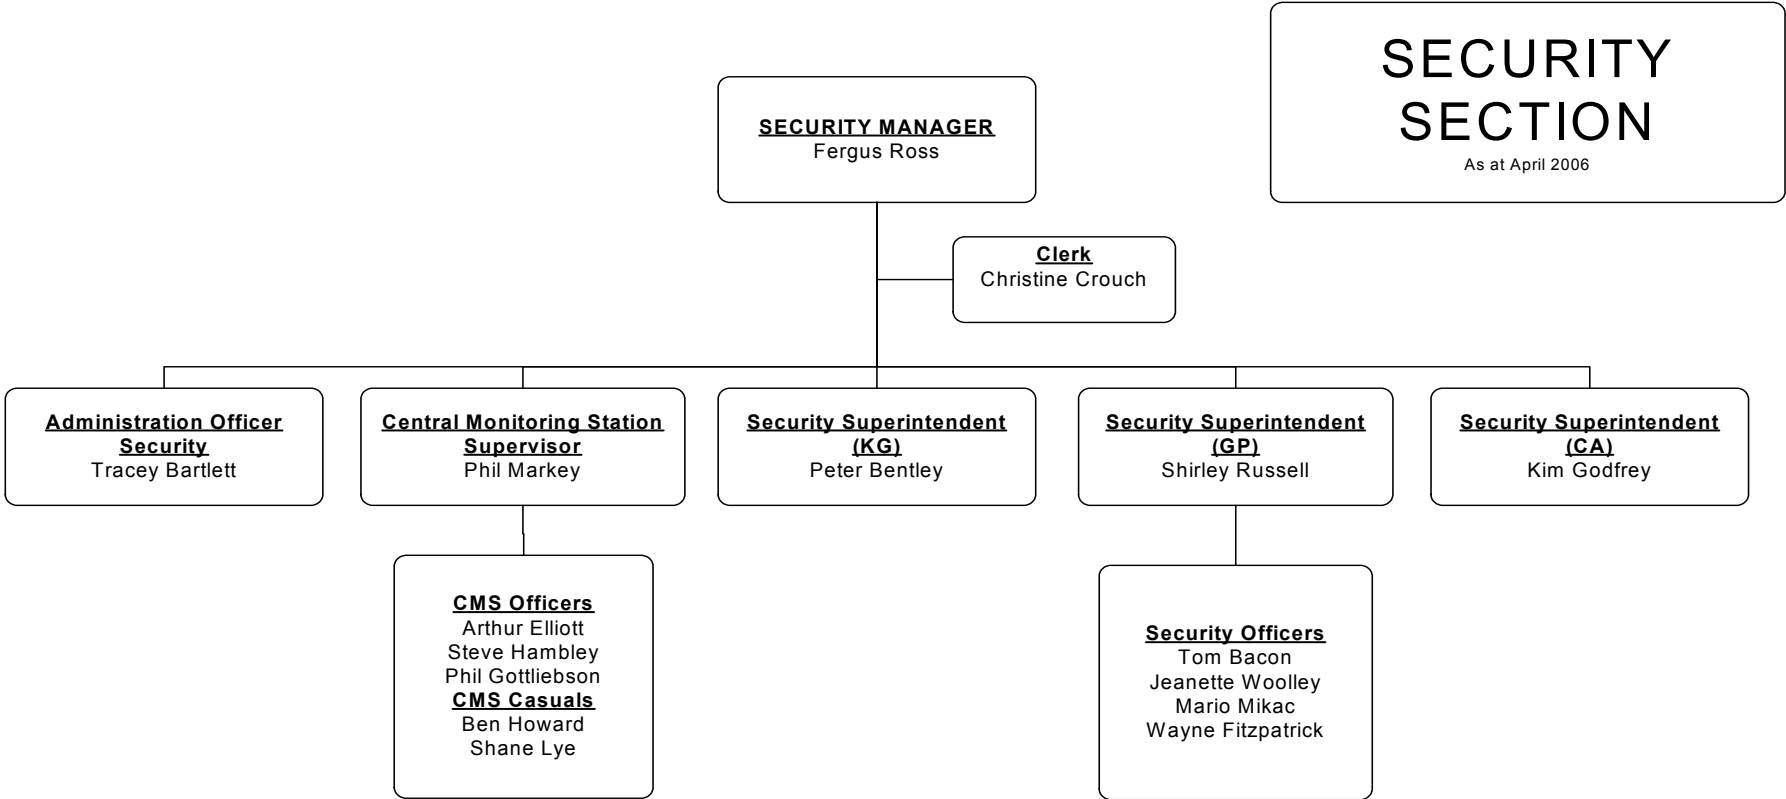 SECURITY
SECTION
As at April 2006
SECURITY MANAGER
Fergus Ross
Clerk
Christine Crouch
Administration Officer
Security
Tracey Bartlett
Central Monitoring Station
Supervisor
Phil Markey
Security Superintendent
(KG)
Peter Bentley
Security Superintendent
(GP)
Shirley Russell
Security Superintendent
(CA)
Kim Godfrey
CMS Officers
Arthur Elliott
Steve Hambley
Phil Gottliebson
CMS Casuals
Ben Howard
Shane Lye
Security Officers
Tom Bacon
Jeanette Woolley
Mario Mikac
Wayne Fitzpatrick